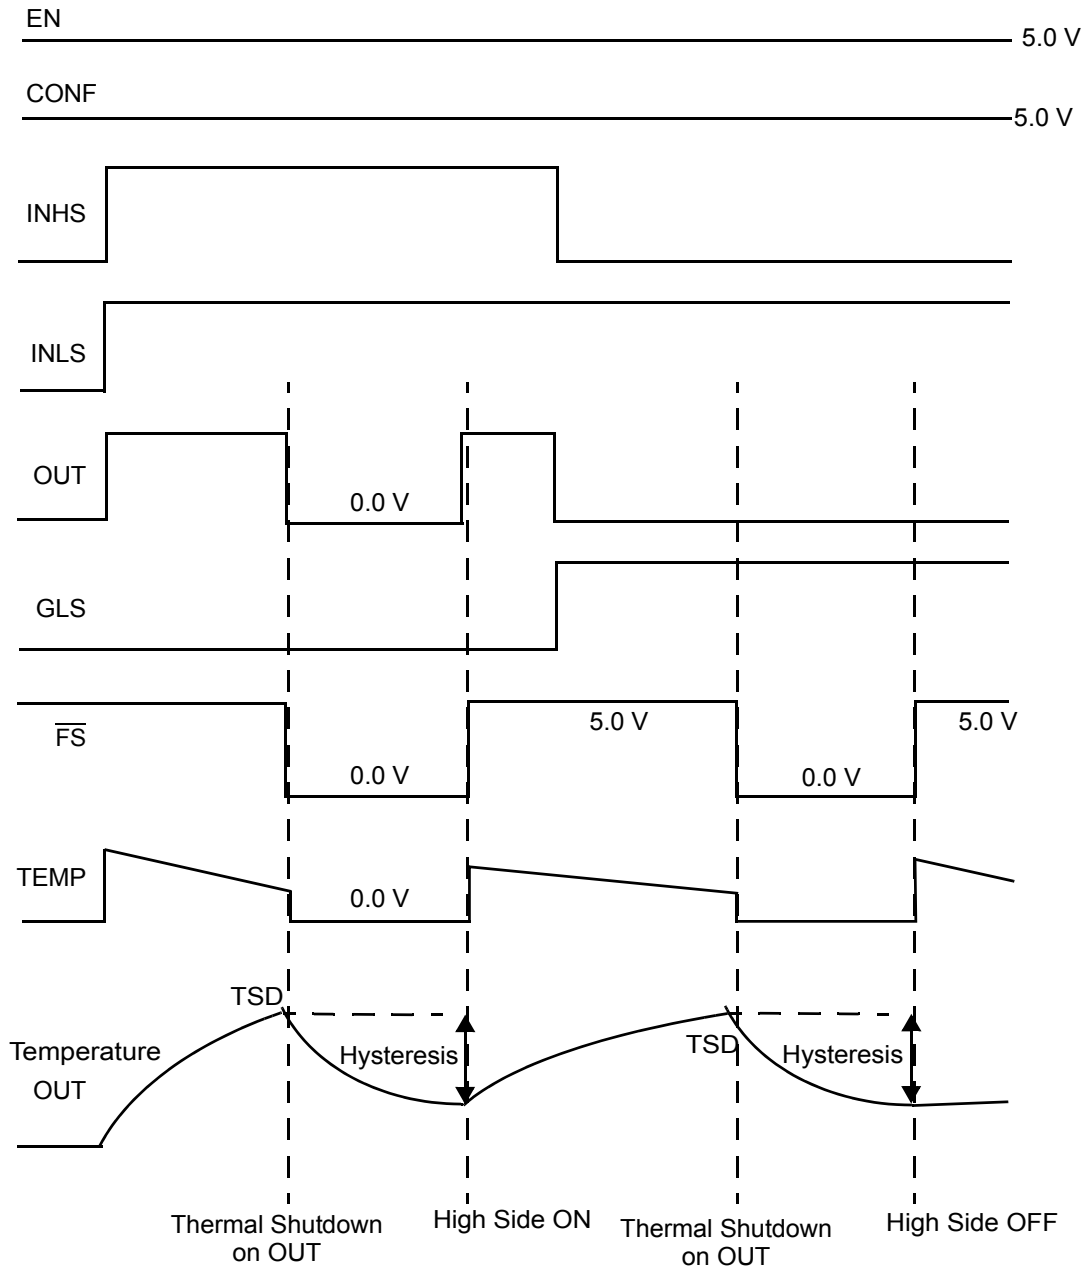 EN
5.0 V
CONF
5.0 V
INHS
INLS
OUT
0.0 V
GLS
FS
5.0 V
5.0 V
0.0 V
0.0 V
TEMP
0.0 V
TSD
Temperature
OUT
Hysteresis
TSD
Hysteresis
Thermal Shutdown
on OUT
High Side ON
Thermal Shutdown
on OUT
High Side OFF